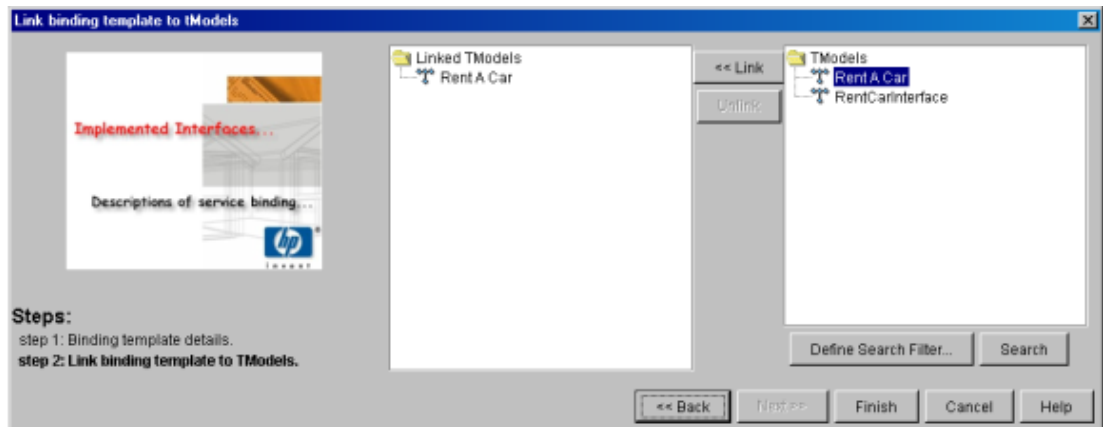 Link binding template to tModels
Implemented Interfaces...
Descriptions of service binding...
hp
invent
Steps:
step 1: Binding template details.
step 2: Link binding template to TModels.
Linked TModels
Rent A Car
<< Link
Unlink
TModels
Rent A Car
RentCarInterface
Define Search Filter...
Search
<< Back
Next >>
Finish
Cancel
Help